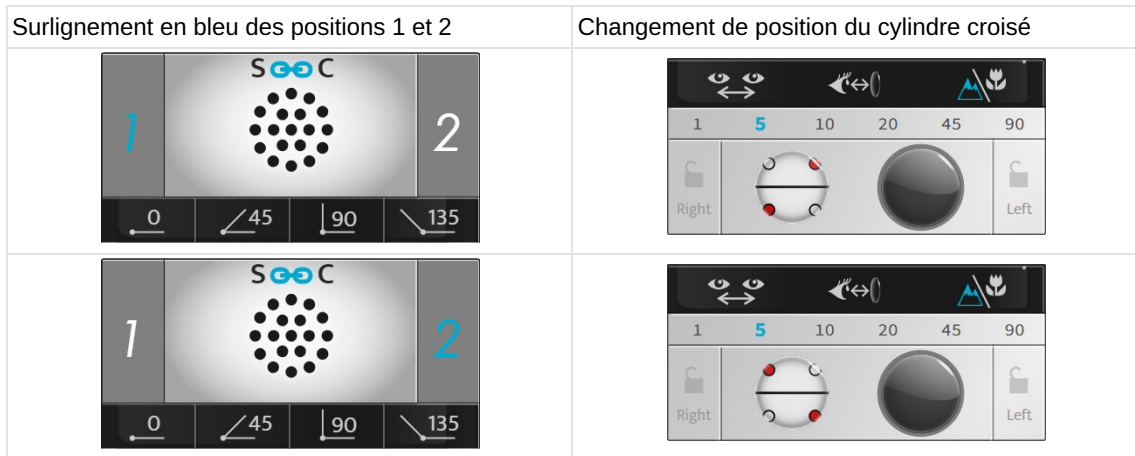 Surlignement en bleu des positions 1 et 2
Changement de position du cylindre croisé
S C
1
2
0 45 90 135
1 5 10 20 45 90
Right
Left
S C
1
2
0 45 90 135
1 5 10 20 45 90
Right
Left